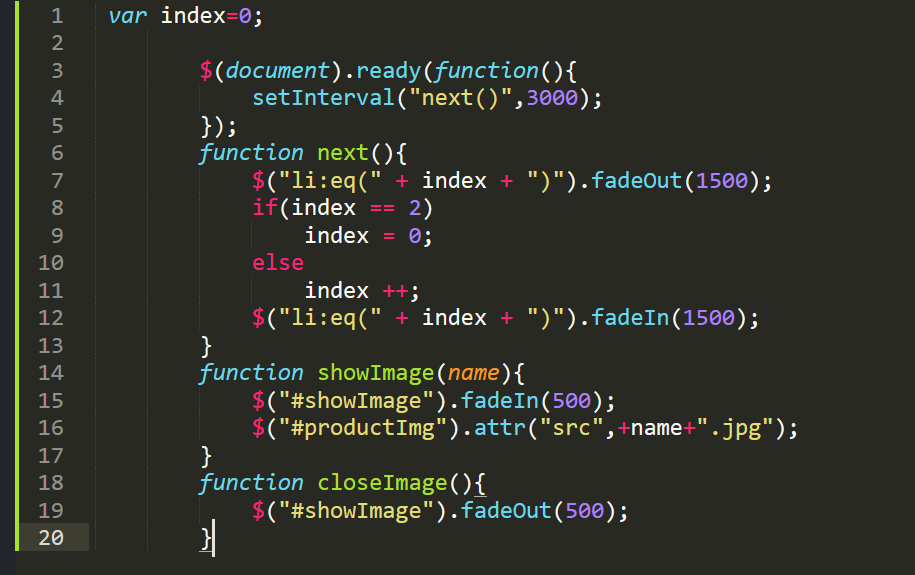 1 var index=0;
2
3 $(document).ready(function(){
4 setInterval("next()",3000);
5 });
6 function next(){
7 $("li:eq(" + index + ")").fadeOut(1500);
8 if(index == 2)
9 index = 0;
10 else
11 index ++;
12 $("li:eq(" + index + ")").fadeIn(1500);
13 }
14 function showImage(name){
15 $("#showImage").fadeIn(500);
16 $("#productImg").attr("src",+name+".jpg");
17 }
18 function closeImage(){
19 $("#showImage").fadeOut(500);
20 }